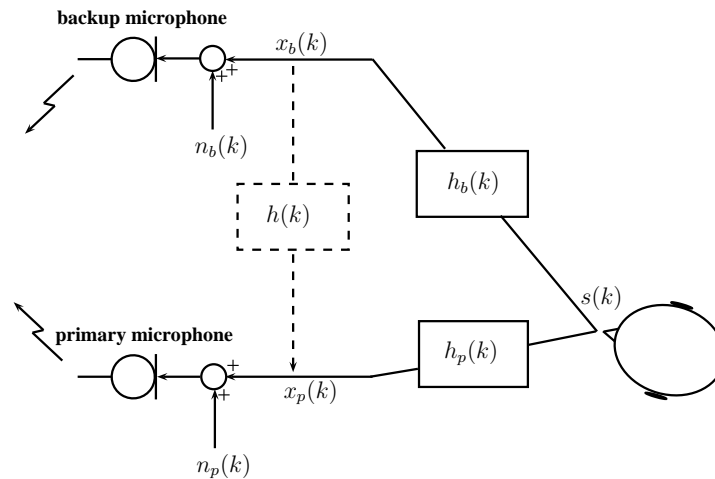 backup microphone
x_b(k)
+ +
n_b(k)
h_b(k)
h(k)
s(k)
primary microphone
h_p(k)
+
+
x_p(k)
n_p(k)